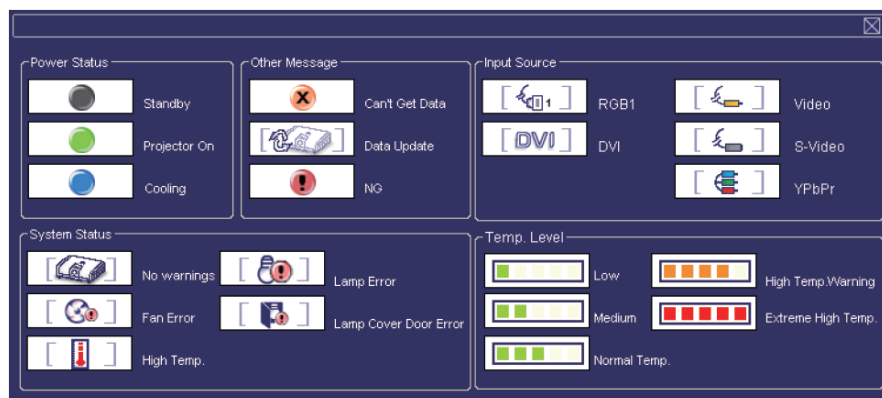 Power Status
Standby
Projector On
Cooling
Other Message
Can't Get Data
Data Update
NG
Input Source
1
RGB1
DVI
DVI
Video
S-Video
YPbPr
System Status
No warnings
Fan Error
High Temp.
Lamp Error
Lamp Cover Door Error
Temp. Level
Low
Medium
Normal Temp.
High Temp.Warning
Extreme High Temp.